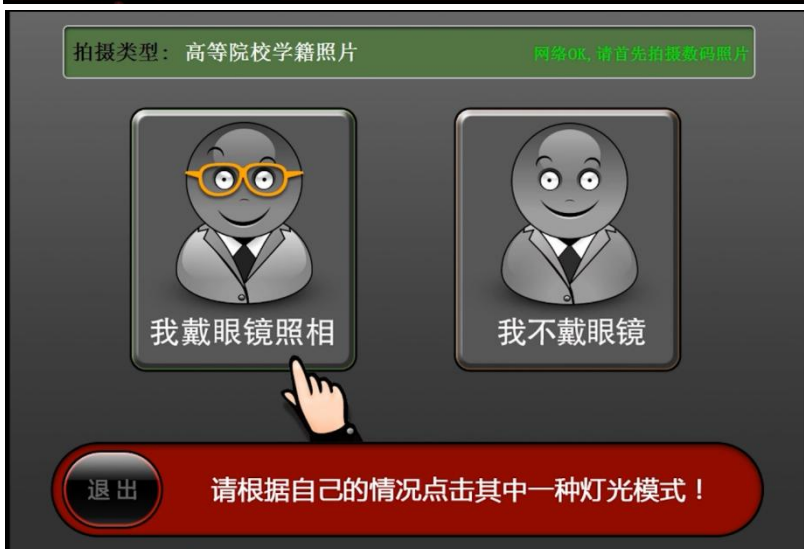 拍摄类型： 高等院校学籍照片
网络OK,请首先拍摄数码照片
我戴眼镜照相
我不戴眼镜
退出
请根据自己的情况点击其中一种灯光模式！